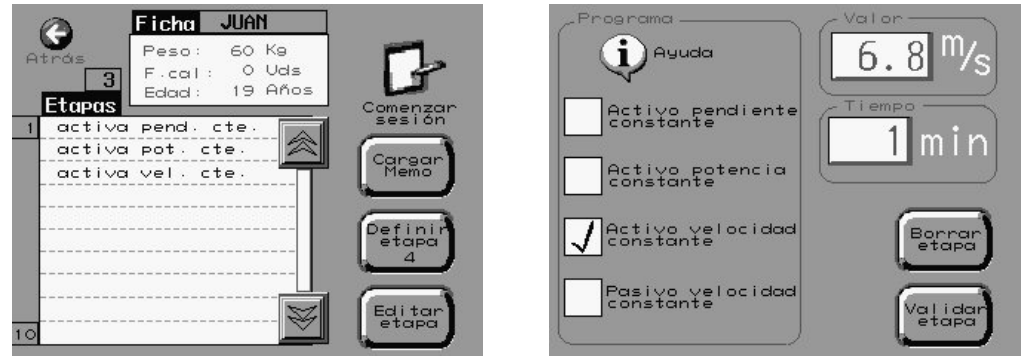 Ficha JUAN
Atrás
Peso: 60 Kg
F.cal: 0 Uds
Edad: 19 Años
3
Etapas
1
activa pend. cte.
activa pot. cte.
activa vel. cte.
10
Comenzar
sesión
Cargar
Memo
Definir
etapa
4
Editar
etapa
Programa
i
Ayuda
Activo pendiente
constante
Activo potencia
constante
Activo velocidad
constante
Pasivo velocidad
constante
Valor
6.8 m/s
Tiempo
1 min
Borrar
etapa
Validar
etapa